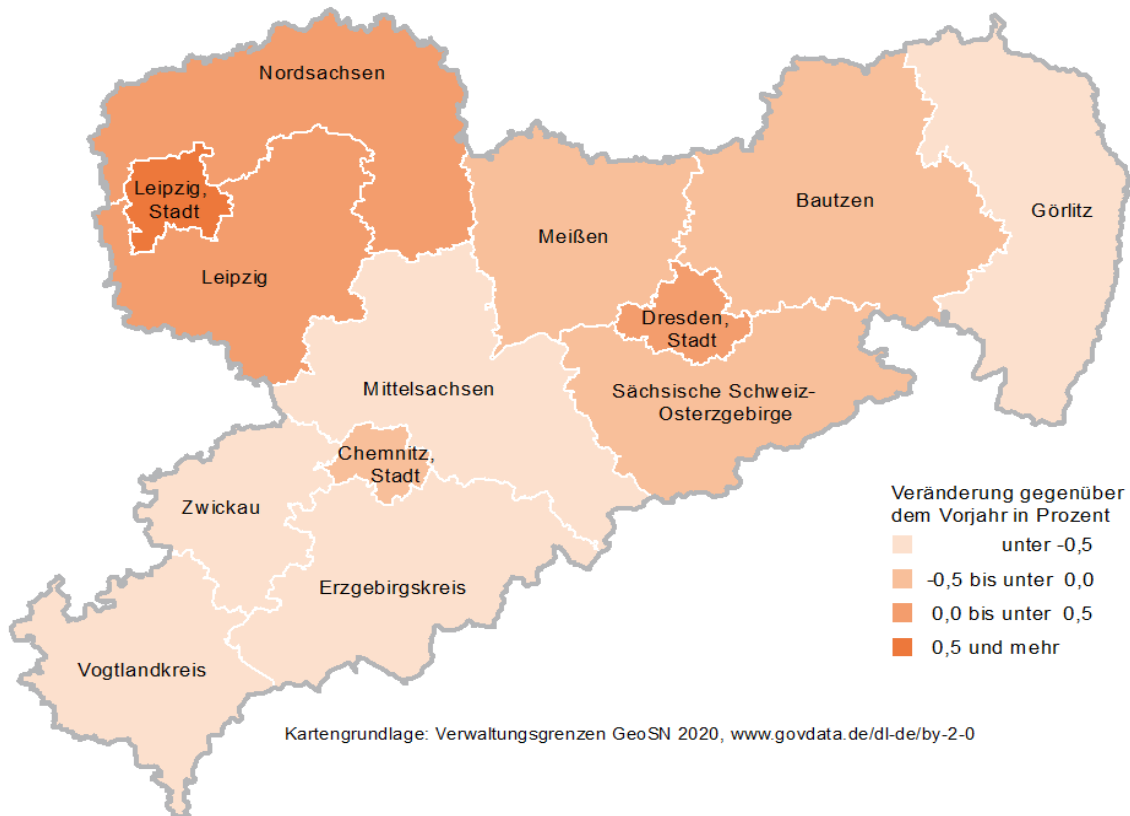 Nordsachsen
Leipzig,
Stadt
Bautzen
Görlitz
Meißen
Leipzig
Dresden,
Stadt
Mittelsachsen
Sächsische Schweiz-
Osterzgebirge
Chemnitz,
Stadt
Zwickau
Erzgebirgskreis
Vogtlandkreis
Veränderung gegenüber
dem Vorjahr in Prozent
unter -0,5
-0,5 bis unter 0,0
0,0 bis unter 0,5
0,5 und mehr
Kartengrundlage: Verwaltungsgrenzen GeoSN 2020, www.govdata.de/dl-de/by-2-0